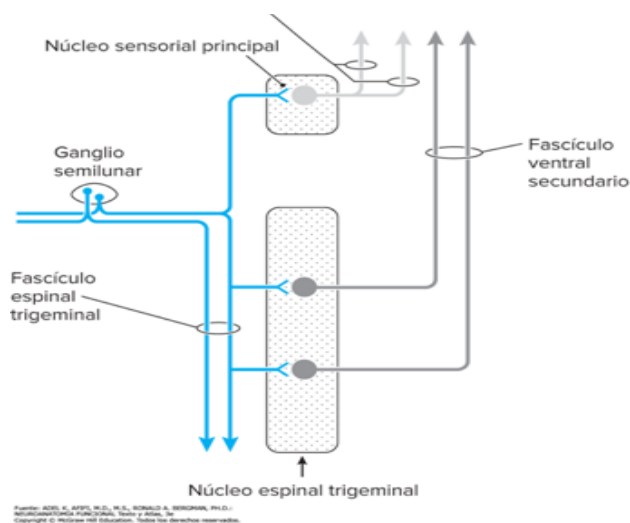 Núcleo sensorial principal
Ganglio
semilunar
Fascículo
ventral
secundario
Fascículo
espinal
trigeminal
Núcleo espinal trigeminal
Fuente: ADEL K. AFIFI, M.D., M.S., RONALD A. BERGMAN, PH.D.:
NEUROANATOMÍA FUNCIONAL Texto y Atlas, 3e
Copyright © McGraw Hill Education. Todos los derechos reservados.